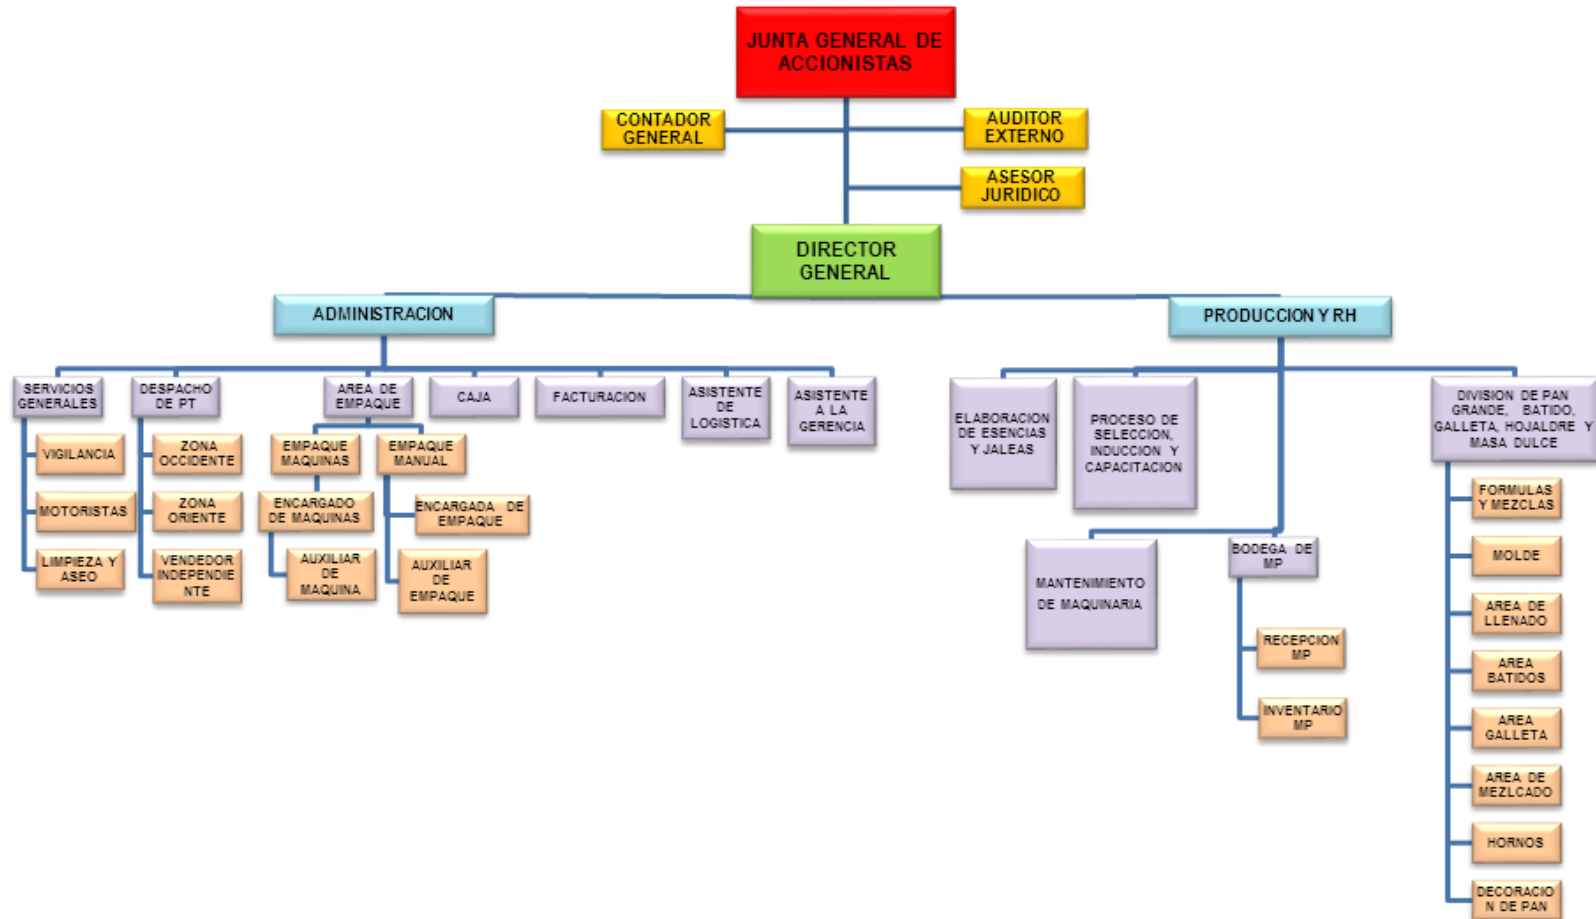 JUNTA GENERAL DE
ACCIONISTAS
CONTADOR
GENERAL
AUDITOR
EXTERNO
ASESOR
JURIDICO
DIRECTOR
GENERAL
ADMINISTRACION
PRODUCCION Y RH
SERVICIOS
GENERALES
DESPACHO
DE PT
AREA DE
EMPAQUE
CAJA
FACTURACION
ASISTENTE
DE
LOGISTICA
ASISTENTE
A LA
GERENCIA
VIGILANCIA
MOTORISTAS
LIMPIEZA Y
ASEO
ZONA
OCCIDENTE
ZONA
ORIENTE
VENDEDOR
INDEPENDIE
NTE
EMPAQUE
MAQUINAS
ENCARGADO
DE MAQUINAS
AUXILIAR
DE
MAQUINA
EMPAQUE
MANUAL
ENCARGADA DE
EMPAQUE
AUXILIAR
DE
EMPAQUE
ELABORACION
DE ESENCIAS
Y JALEAS
PROCESO DE
SELECCION,
INDUCCION Y
CAPACITACION
DIVISION DE PAN
GRANDE, BATIDO,
GALLETA, HOJALDRE Y
MASA DULCE
MANTENIMIENTO
DE MAQUINARIA
BODEGA DE
MP
RECEPCION
MP
INVENTARIO
MP
FORMULAS
Y MEZCLAS
MOLDE
AREA DE
LLENADO
AREA
BATIDOS
AREA
GALLETA
AREA DE
MEZLCADO
HORNOS
DECORACIO
N DE PAN